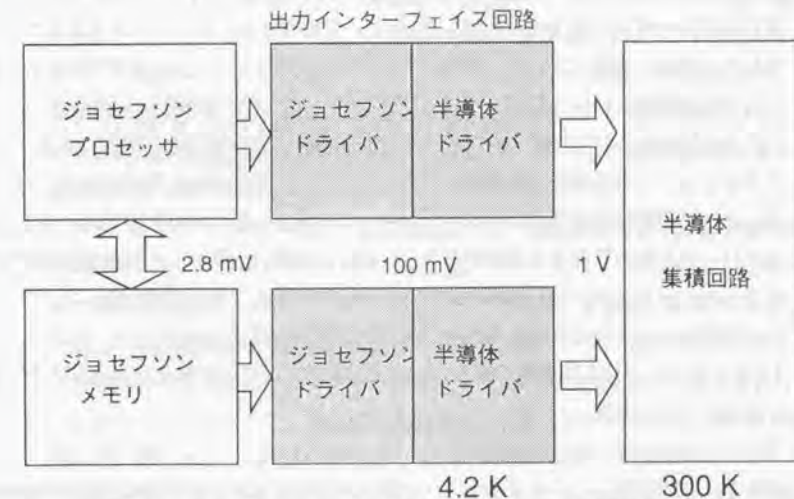 出力インターフェイス回路
ジョセフソン
プロセッサ
ジョセフソン
ドライバ
半導体
ドライバ
半導体
集積回路
2.8 mV
100 mV
1 V
ジョセフソン
メモリ
ジョセフソン
ドライバ
半導体
ドライバ
4.2 K
300 K